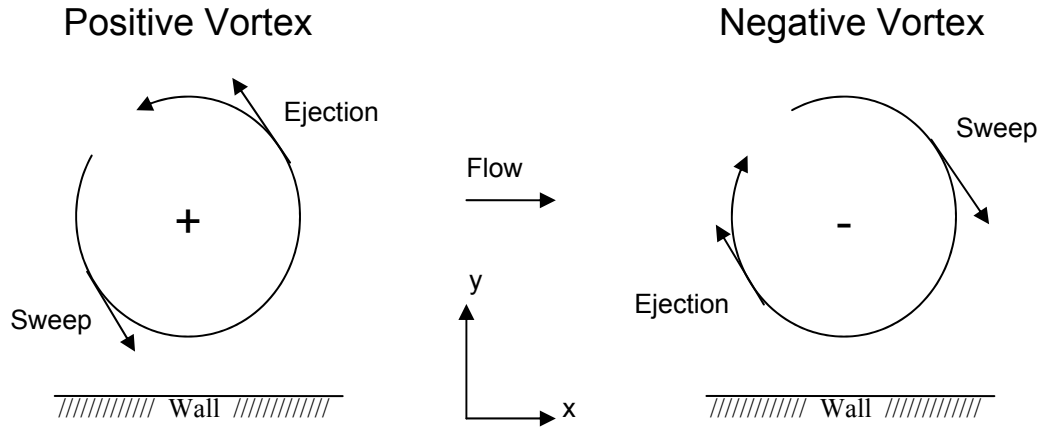 Positive Vortex
Negative Vortex
Ejection
Sweep
Flow
+
-
y
Ejection
Sweep
x
Wall
Wall